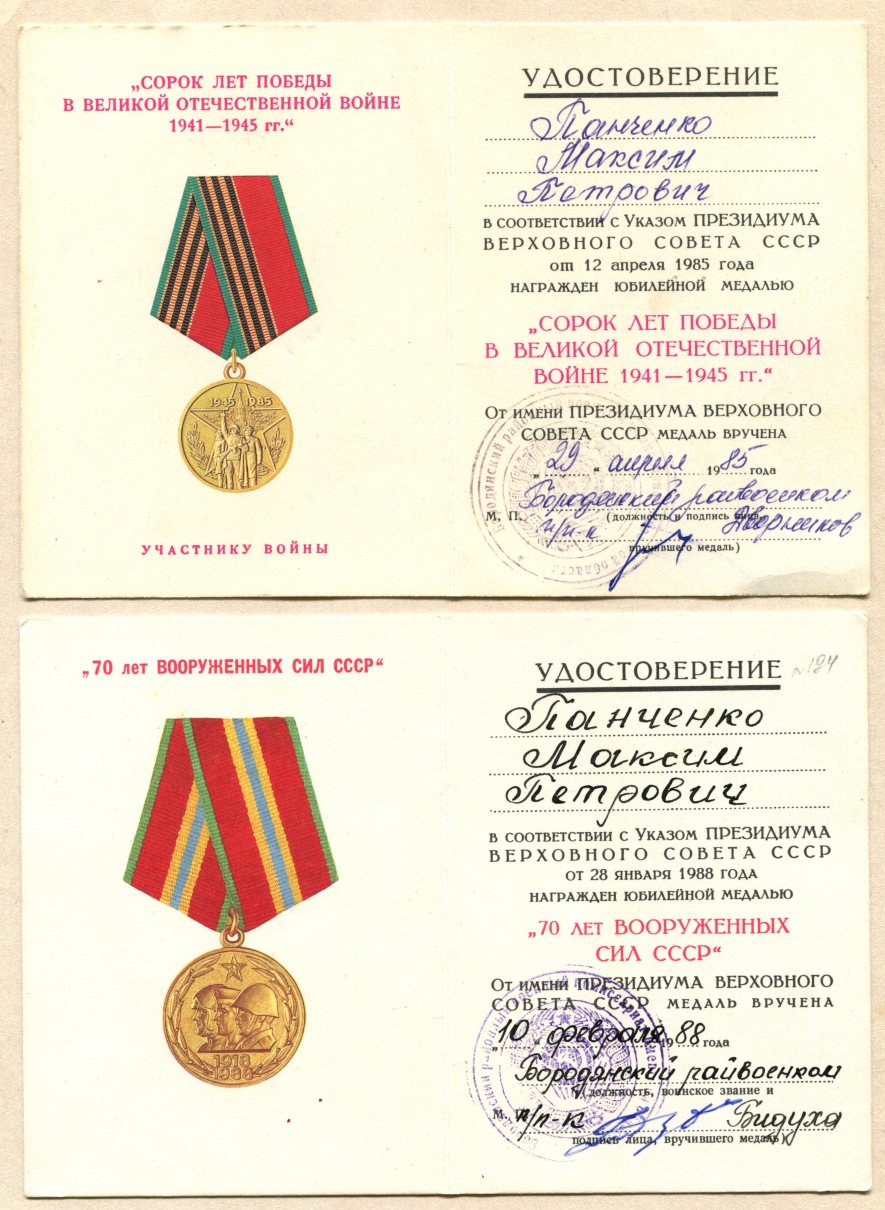 „СОРОК ЛЕТ ПОБЕДЫ
В ВЕЛИКОЙ ОТЕЧЕСТВЕННОЙ ВОЙНЕ
1941—1945 гг.“
1945 1985
УЧАСТНИКУ ВОЙНЫ
УДОСТОВЕРЕНИЕ
Панченко
Максим
Петрович
В СООТВЕТСТВИИ С УКАЗОМ ПРЕЗИДИУМА
ВЕРХОВНОГО СОВЕТА СССР
от 12 апреля 1985 года
НАГРАЖДЕН ЮБИЛЕЙНОЙ МЕДАЛЬЮ
„СОРОК ЛЕТ ПОБЕДЫ
В ВЕЛИКОЙ ОТЕЧЕСТВЕННОЙ
ВОЙНЕ 1941—1945 гг.“
ОТ ИМЕНИ ПРЕЗИДИУМА ВЕРХОВНОГО
СОВЕТА СССР МЕДАЛЬ ВРУЧЕНА
„29“ апреля 1985 года
Бородянский райвоенком
М. П. (должность и подпись лица,
п/п-к Дворников
вручившего медаль)
„70 лет ВООРУЖЕННЫХ СИЛ СССР“
1918
1988
УДОСТОВЕРЕНИЕ
Панченко
Максим
Петрович
В СООТВЕТСТВИИ С УКАЗОМ ПРЕЗИДИУМА
ВЕРХОВНОГО СОВЕТА СССР
ОТ 28 ЯНВАРЯ 1988 ГОДА
НАГРАЖДЕН ЮБИЛЕЙНОЙ МЕДАЛЬЮ
„70 ЛЕТ ВООРУЖЕННЫХ
СИЛ СССР“
ОТ ИМЕНИ ПРЕЗИДИУМА ВЕРХОВНОГО
СОВЕТА СССР МЕДАЛЬ ВРУЧЕНА
„10“ февраля 1988 года
Бородянский райвоенком
(должность, воинское звание и
М. П. п/п-к Бидуха
подпись лица, вручившего медаль)